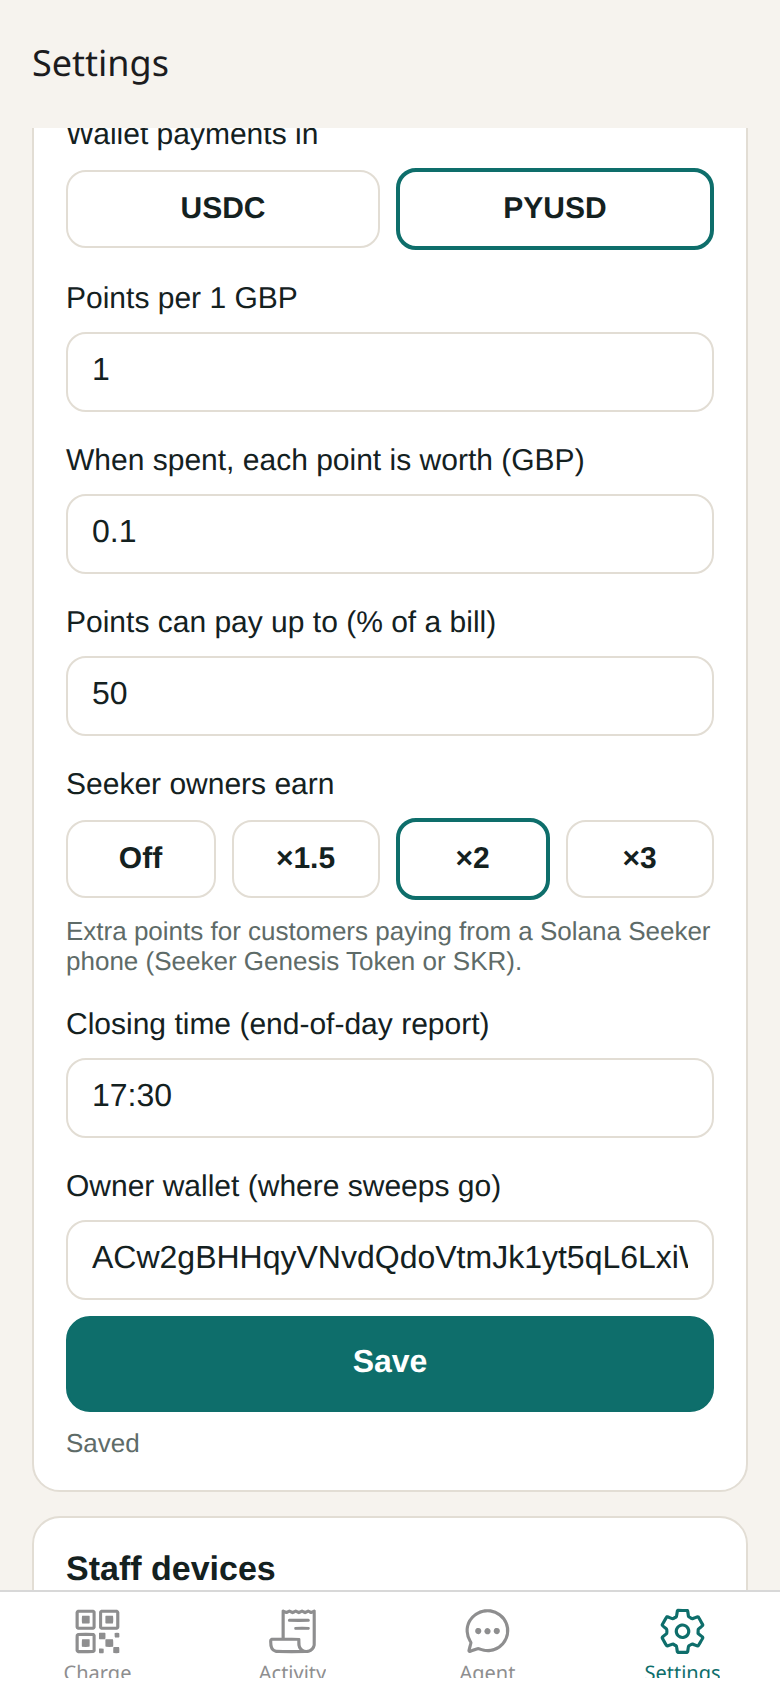 Settings
Wallet payments in
USDC
PYUSD
Points per 1 GBP
1
When spent, each point is worth (GBP)
0.1
Points can pay up to (% of a bill)
50
Seeker owners earn
Off
×1.5
×2
×3
Extra points for customers paying from a Solana Seeker
phone (Seeker Genesis Token or SKR).
Closing time (end-of-day report)
17:30
Owner wallet (where sweeps go)
ACw2gBHHqyVNvdQdoVtmJk1yt5qL6Lxi
Save
Saved
Staff devices
Charge
Activity
Agent
Settings